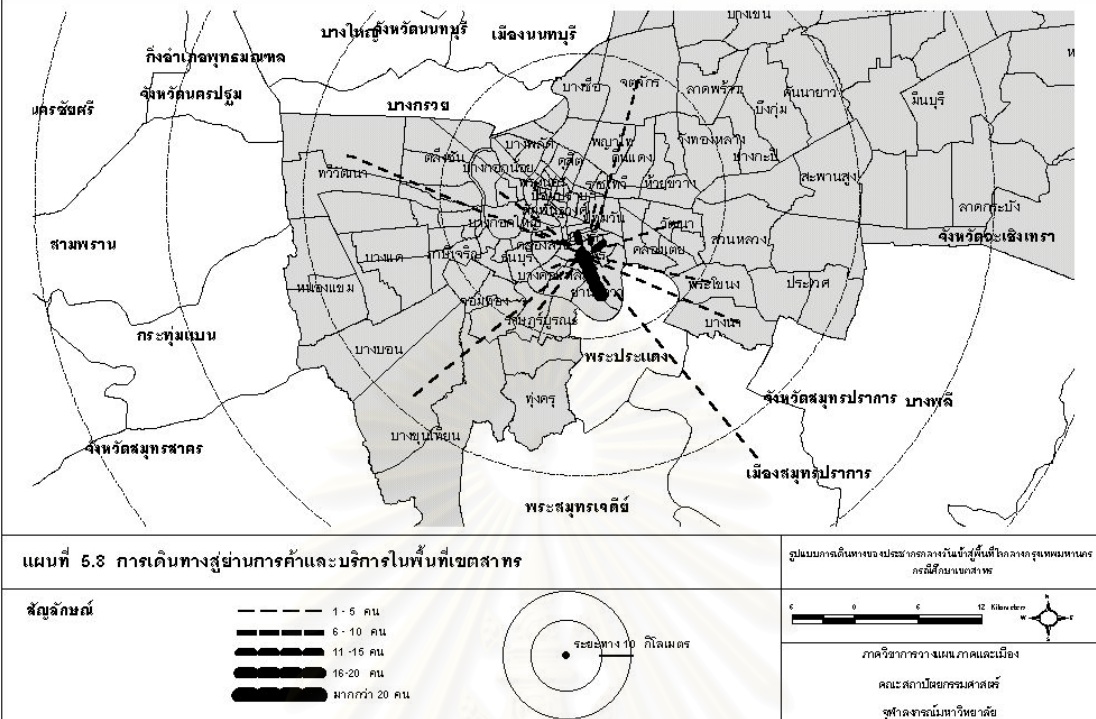 บางเขน
บางใหญ่
จังหวัดนนทบุรี
เมืองนนทบุรี
กิ่งอำเภอพุทธมณฑล
บางซื่อ
จตุจักร
ลาดพร้าว
คันนายาว
บึงกุ่ม
มีนบุรี
จังหวัดนครปฐม
นครชัยศรี
บางกรวย
พญาไท
วังทองหลาง
บางพลัด
ดุสิต
ดินแดง
บางกะปิ
ตลิ่งชัน
บางกอกน้อย
ทวีวัฒนา
ราชเทวี
ห้วยขวาง
สะพานสูง
ลาดกระบัง
สัมพันธวงศ์
ปทุมวัน
บางกอกใหญ่
วัฒนา
สวนหลวง
จังหวัดฉะเชิงเทรา
สามพราน
คลองเตย
บางแค
ภาษีเจริญ
ธนบุรี
หนองแขม
พระโขนง
ประเวศ
จอมทอง
ราษฎร์บูรณะ
บางนา
กระทุ่มแบน
บางบอน
พระประแดง
ทุ่งครุ
จังหวัดสมุทรปราการ
บางพลี
บางขุนเทียน
จังหวัดสมุทรสาคร
เมืองสมุทรปราการ
พระสมุทรเจดีย์
แผนที่ 5.8 การเดินทางสู่ย่านการค้าและบริการในพื้นที่เขตสาทร
รูปแบบการเดินทางของประชากรกลางวันเข้าสู่พื้นที่ใจกลางกรุงเทพมหานคร
กรณีศึกษาเขตสาทร
สัญลักษณ์
1 - 5 คน
6 - 10 คน
11 -15 คน
16-20 คน
มากกว่า 20 คน
ระยะทาง 10 กิโลเมตร
6 0 6 12 Kilometers
N
W E
S
ภาควิชาการวางแผนภาคและเมือง
คณะสถาปัตยกรรมศาสตร์
จุฬาลงกรณ์มหาวิทยาลัย